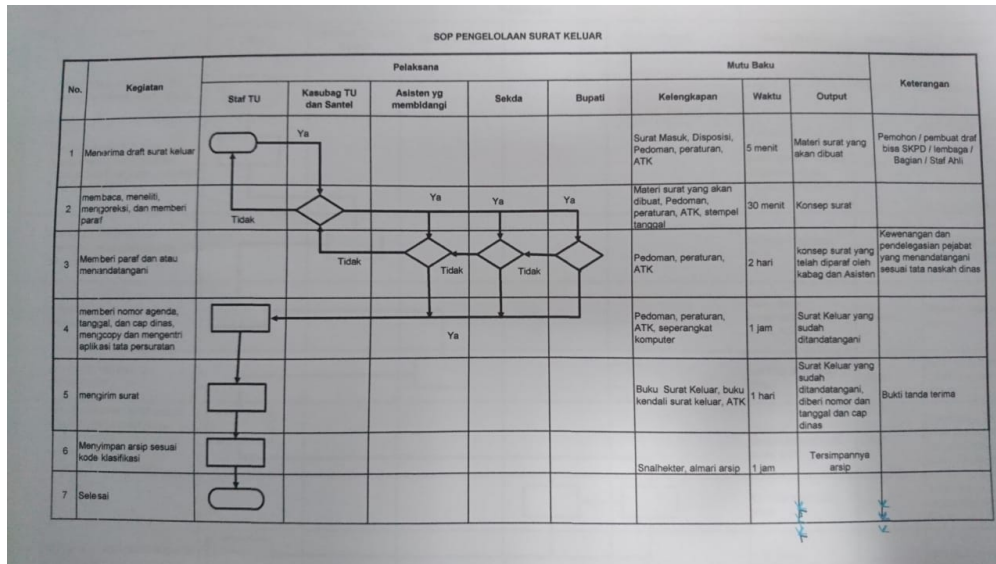 SOP PENGELOLAAN SURAT KELUAR
No.
Kegiatan
Pelaksana
Mutu Baku
Keterangan
Staf TU
Kasubag TU
dan Santel
Asisten yg
membidangi
Sekda
Bupati
Kelengkapan
Waktu
Output
1
Menerima draft surat keluar
Ya
Surat Masuk, Disposisi,
Pedoman, peraturan,
ATK
5 menit
Materi surat yang
akan dibuat
Pemohon / pembuat draf
bisa SKPD / lembaga /
Bagian / Staf Ahli
2
membaca, meneliti,
mengoreksi, dan memberi
paraf
Tidak
Ya
Ya
Ya
Materi surat yang akan
dibuat, Pedoman,
peraturan, ATK, stempel
tanggal
30 menit
Konsep surat
3
Memberi paraf dan atau
menandatangani
Tidak
Tidak
Tidak
Pedoman, peraturan,
ATK
2 hari
konsep surat yang
telah diparaf oleh
kabag dan Asisten
Kewenangan dan
pendelegasian pejabat
yang menandatangani
sesuai tata naskah dinas
4
memberi nomor agenda,
tanggal, dan cap dinas,
mengcopy dan mengentri
aplikasi tata persuratan
Ya
Pedoman, peraturan,
ATK, seperangkat
komputer
1 jam
Surat Keluar yang
sudah
ditandatangani
5
mengirim surat
Buku Surat Keluar, buku
kendali surat keluar, ATK
1 hari
Surat Keluar yang
sudah
ditandatangani,
diberi nomor dan
tanggal dan cap
dinas
Bukti tanda terima
6
Menyimpan arsip sesuai
kode klasifikasi
Snalhekter, almari arsip
1 jam
Tersimpannya
arsip
7
Selesai